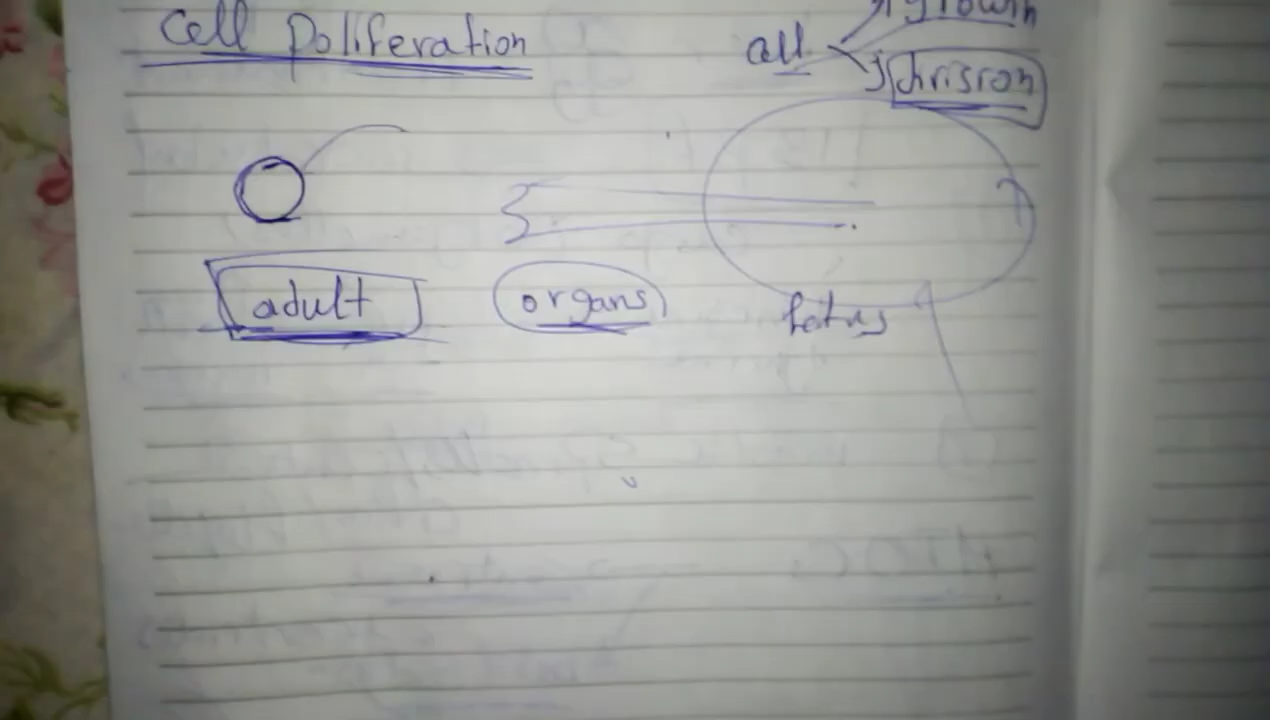 Cell Poliferation
cell growth
division
adult organs fetus